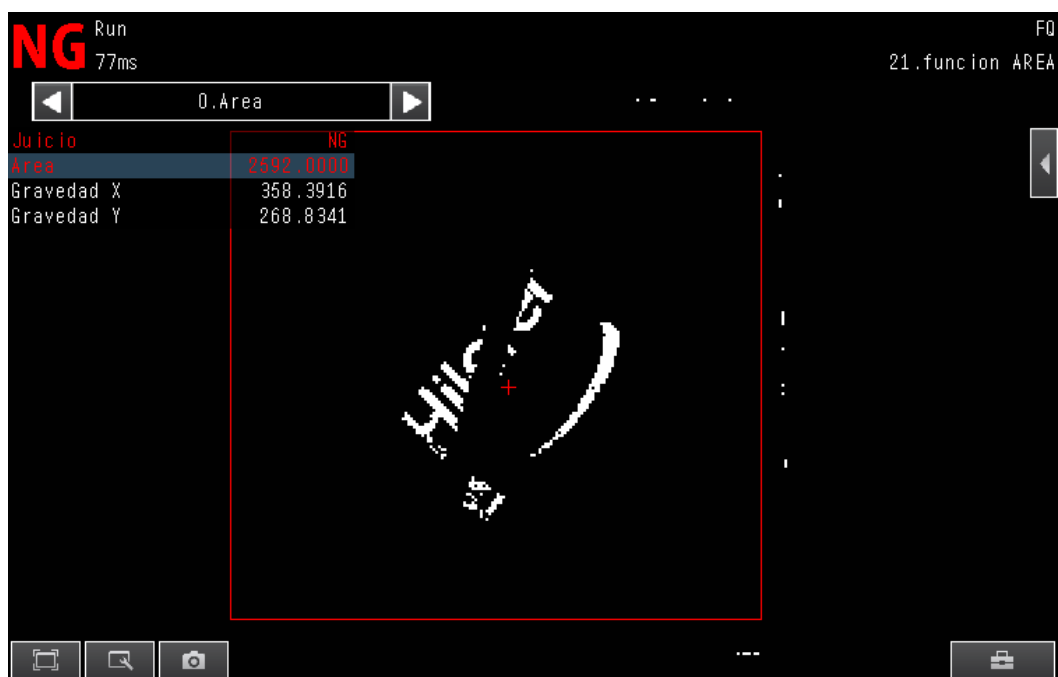 NG Run FQ
77ms 21.funcion AREA
0.Area
Juicio NG
Area 2592.0000
Gravedad X 358.3916
Gravedad Y 268.8341